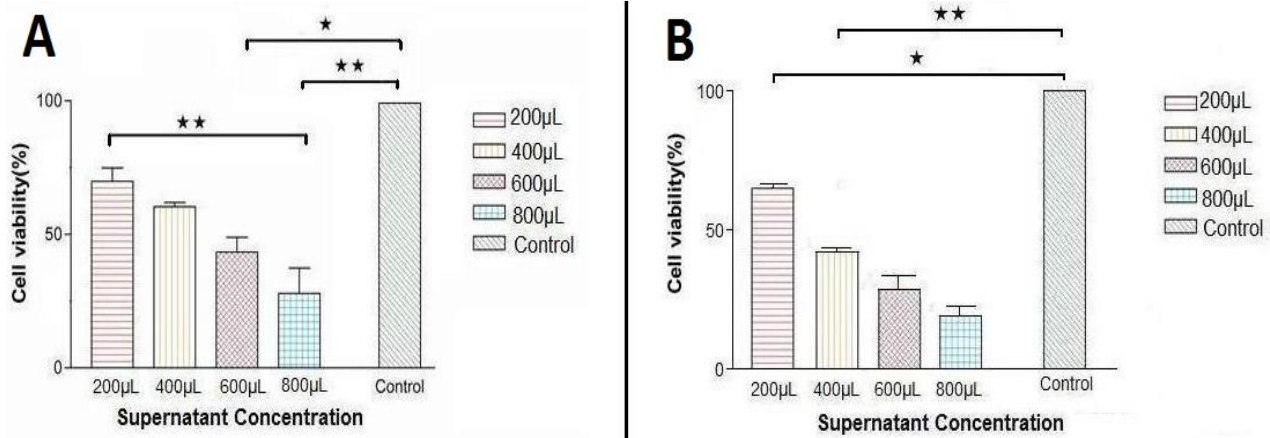 A
★
★★
★★
Cell viability(%)
100
50
0
200µL
400µL
600µL
800µL
Control
Supernatant Concentration
200µL
400µL
600µL
800µL
Control
B
★★
★
Cell viability(%)
100
50
0
200µL
400µL
600µL
800µL
Control
Supernatant Concentration
200µL
400µL
600µL
800µL
Control